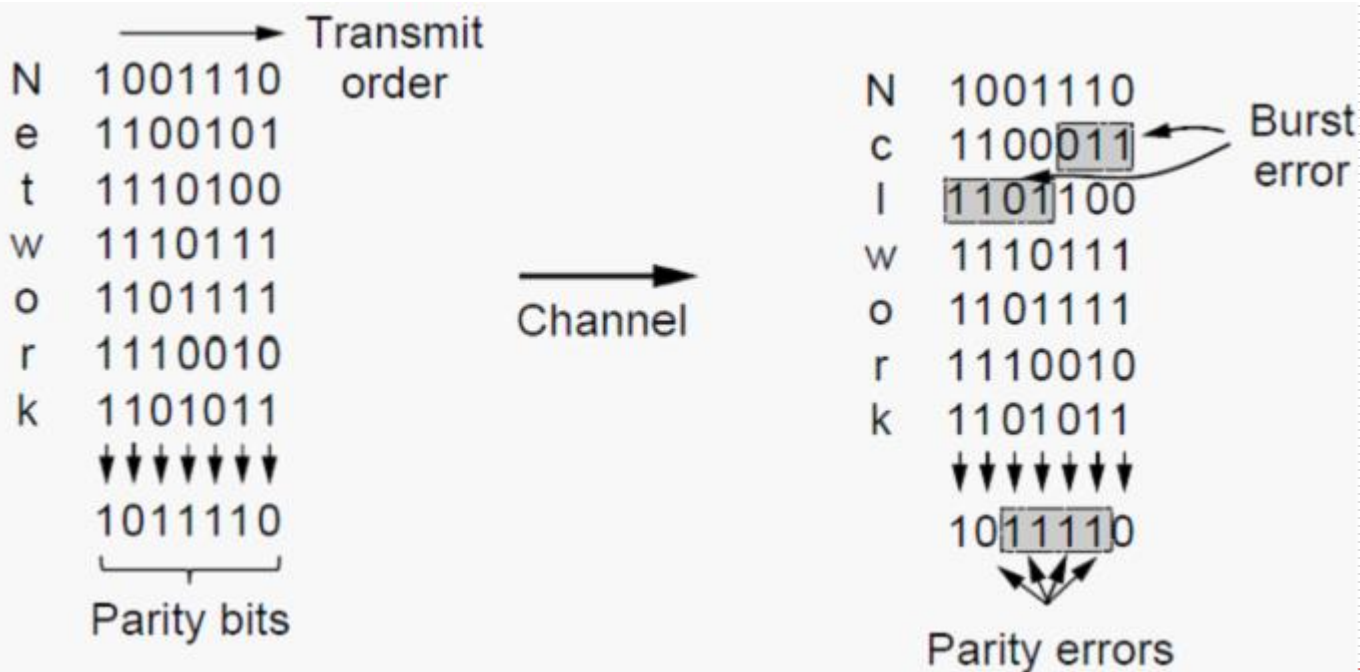 Transmit
order
N 1001110
e 1100101
t 1110100
w 1110111
o 1101111
r 1110010
k 1101011
1011110
Parity bits
Channel
N 1001110
c 1100011
l 1101100
w 1110111
o 1101111
r 1110010
k 1101011
1011110
Parity errors
Burst
error